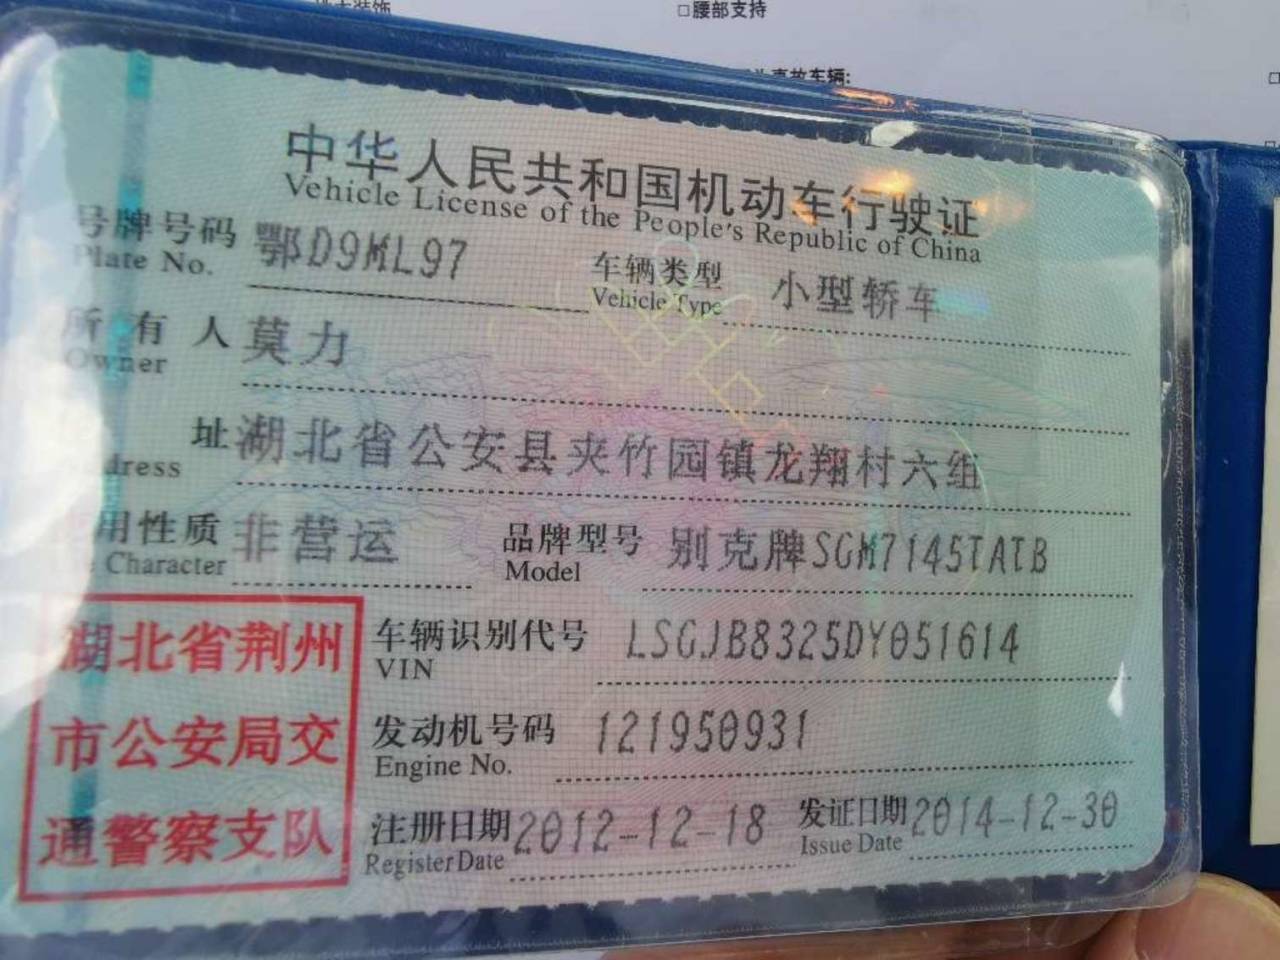 腰部支持
事故车辆:
中华人民共和国机动车行驶证
Vehicle License of the People's Republic of China
号牌号码 鄂D9ML97 车辆类型 小型轿车
Plate No. Vehicle Type
所有人 莫力
Owner
址 湖北省公安县夹竹园镇龙翔村六组
用性质 非营运 品牌型号 别克牌SGM7145TATB
Character Model
湖北省荆州
市公安局交
通警察支队
车辆识别代号 LSGJB8325DY051614
VIN
发动机号码 121950931
Engine No.
注册日期 2012-12-18 发证日期 2014-12-30
Register Date Issue Date